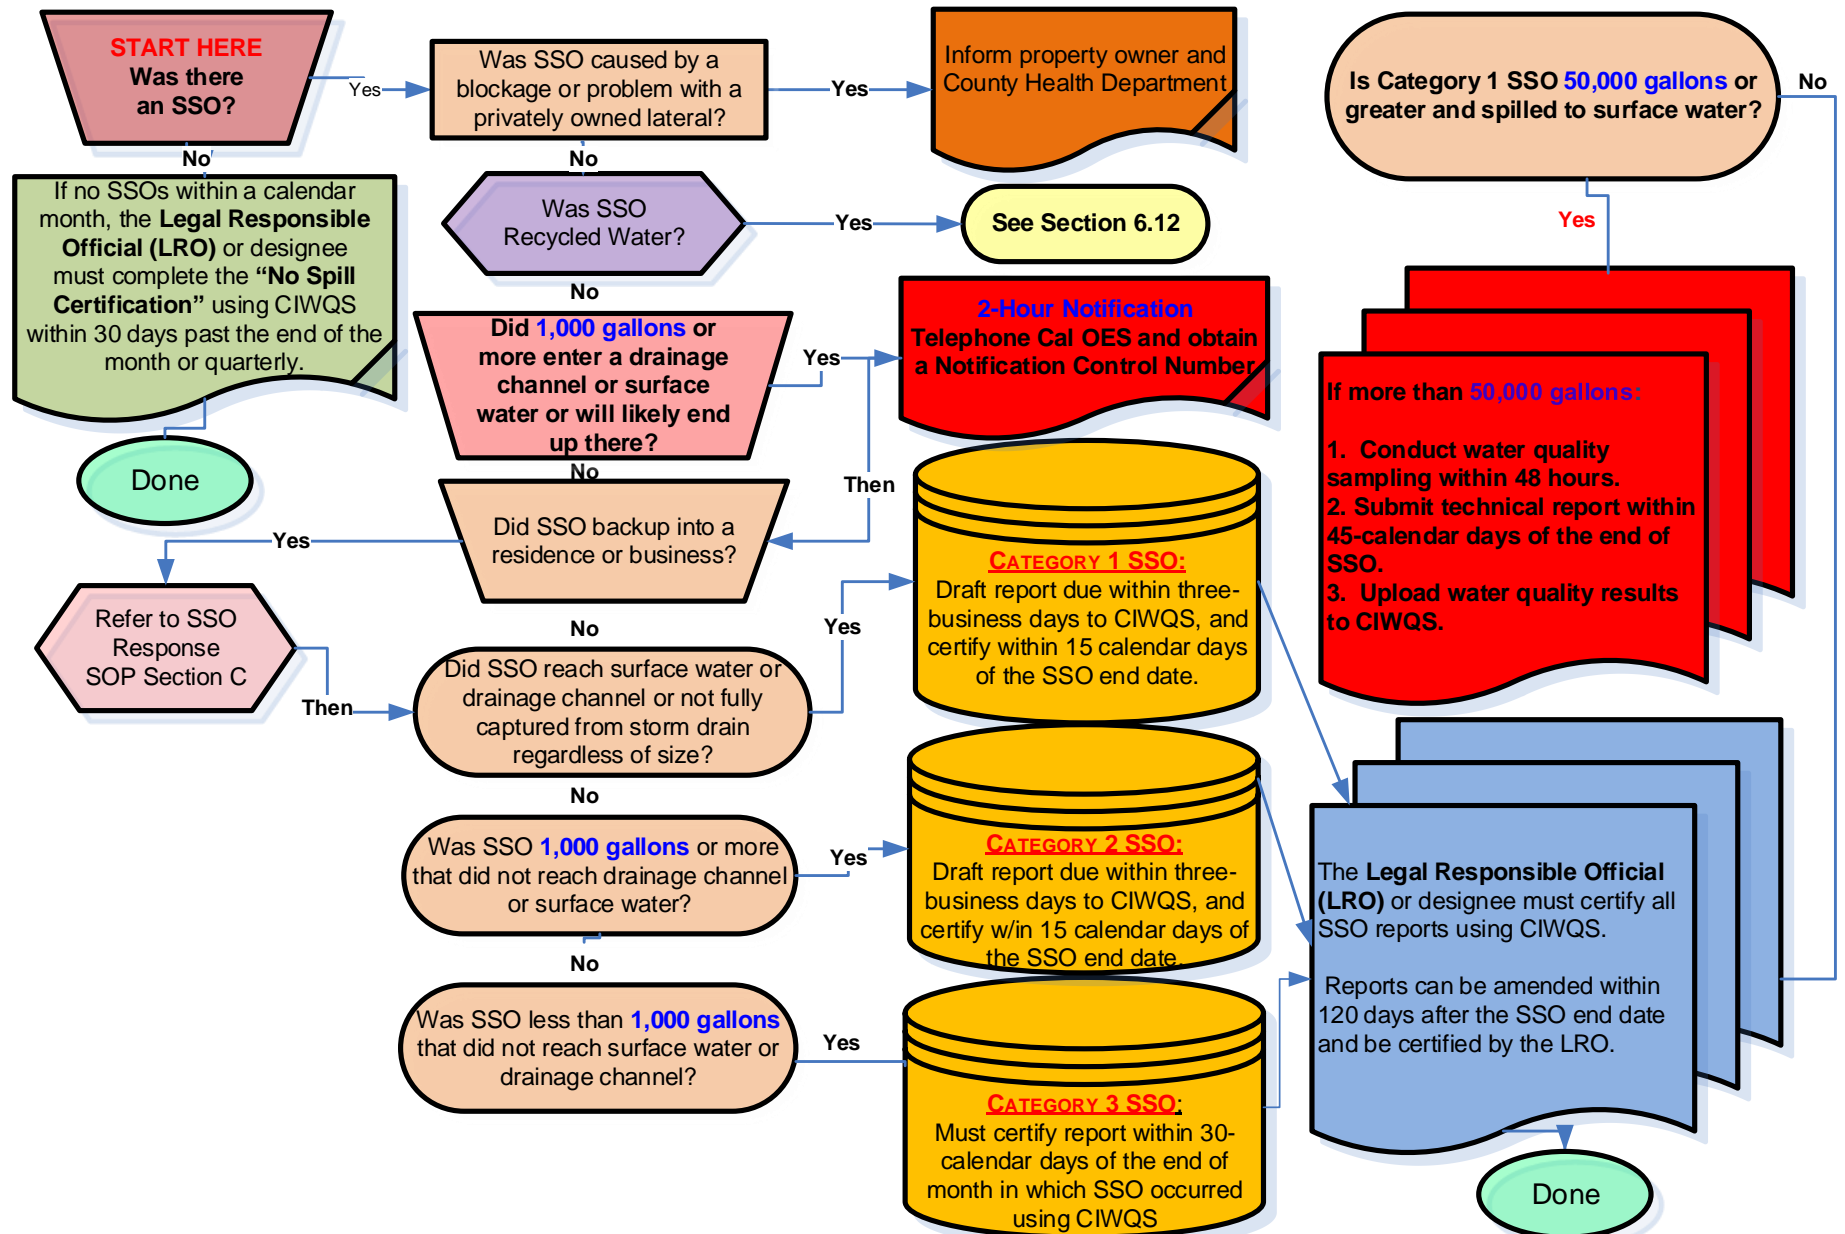 START HERE
Was there
an SSO?
Yes
No
Was SSO caused by a
blockage or problem with a
privately owned lateral?
Yes
No
Inform property owner and
County Health Department
Is Category 1 SSO 50,000 gallons or
greater and spilled to surface water?
No
Yes
If no SSOs within a calendar
month, the Legal Responsible
Official (LRO) or designee
must complete the “No Spill
Certification” using CIWQS
within 30 days past the end of the
month or quarterly.
Done
Was SSO
Recycled Water?
Yes
No
See Section 6.12
Did 1,000 gallons or
more enter a drainage
channel or surface
water or will likely end
up there?
Yes
No
Then
2-Hour Notification
Telephone Cal OES and obtain
a Notification Control Number
If more than 50,000 gallons:
1. Conduct water quality
sampling within 48 hours.
2. Submit technical report within
45-calendar days of the end of
SSO.
3. Upload water quality results
to CIWQS.
Did SSO backup into a
residence or business?
Yes
No
Refer to SSO
Response
SOP Section C
Then
Did SSO reach surface water or
drainage channel or not fully
captured from storm drain
regardless of size?
Yes
No
CATEGORY 1 SSO:
Draft report due within three-
business days to CIWQS, and
certify within 15 calendar days
of the SSO end date.
Was SSO 1,000 gallons or more
that did not reach drainage channel
or surface water?
Yes
No
CATEGORY 2 SSO:
Draft report due within three-
business days to CIWQS, and
certify w/in 15 calendar days of
the SSO end date.
Was SSO less than 1,000 gallons
that did not reach surface water or
drainage channel?
Yes
CATEGORY 3 SSO:
Must certify report within 30-
calendar days of the end of
month in which SSO occurred
using CIWQS
The Legal Responsible Official
(LRO) or designee must certify all
SSO reports using CIWQS.
Reports can be amended within
120 days after the SSO end date
and be certified by the LRO.
Done